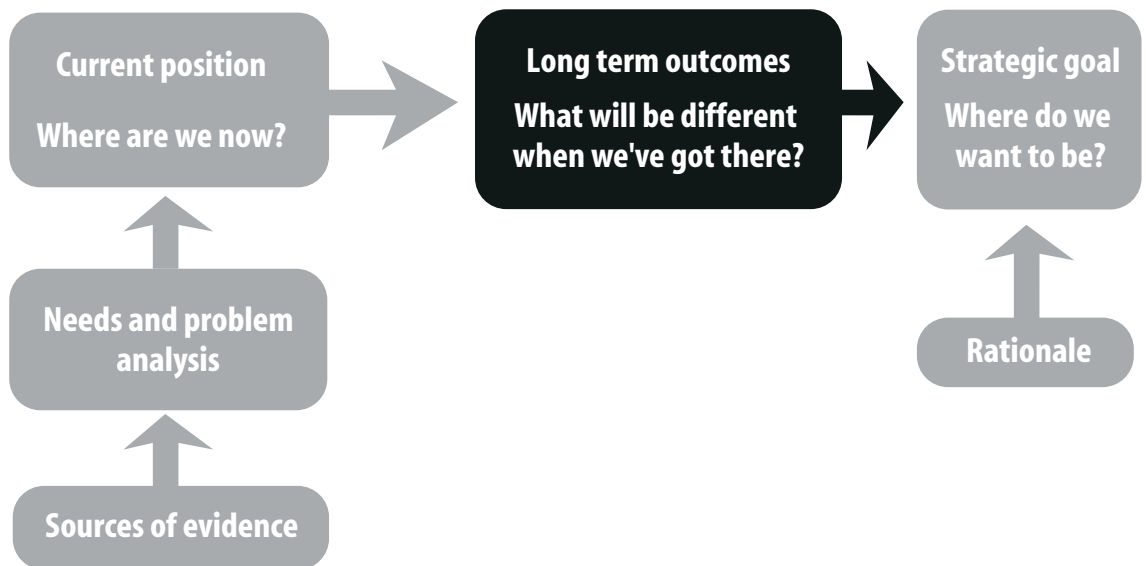 Current position
Where are we now?
Long term outcomes
What will be different
when we've got there?
Strategic goal
Where do we
want to be?
Needs and problem
analysis
Rationale
Sources of evidence